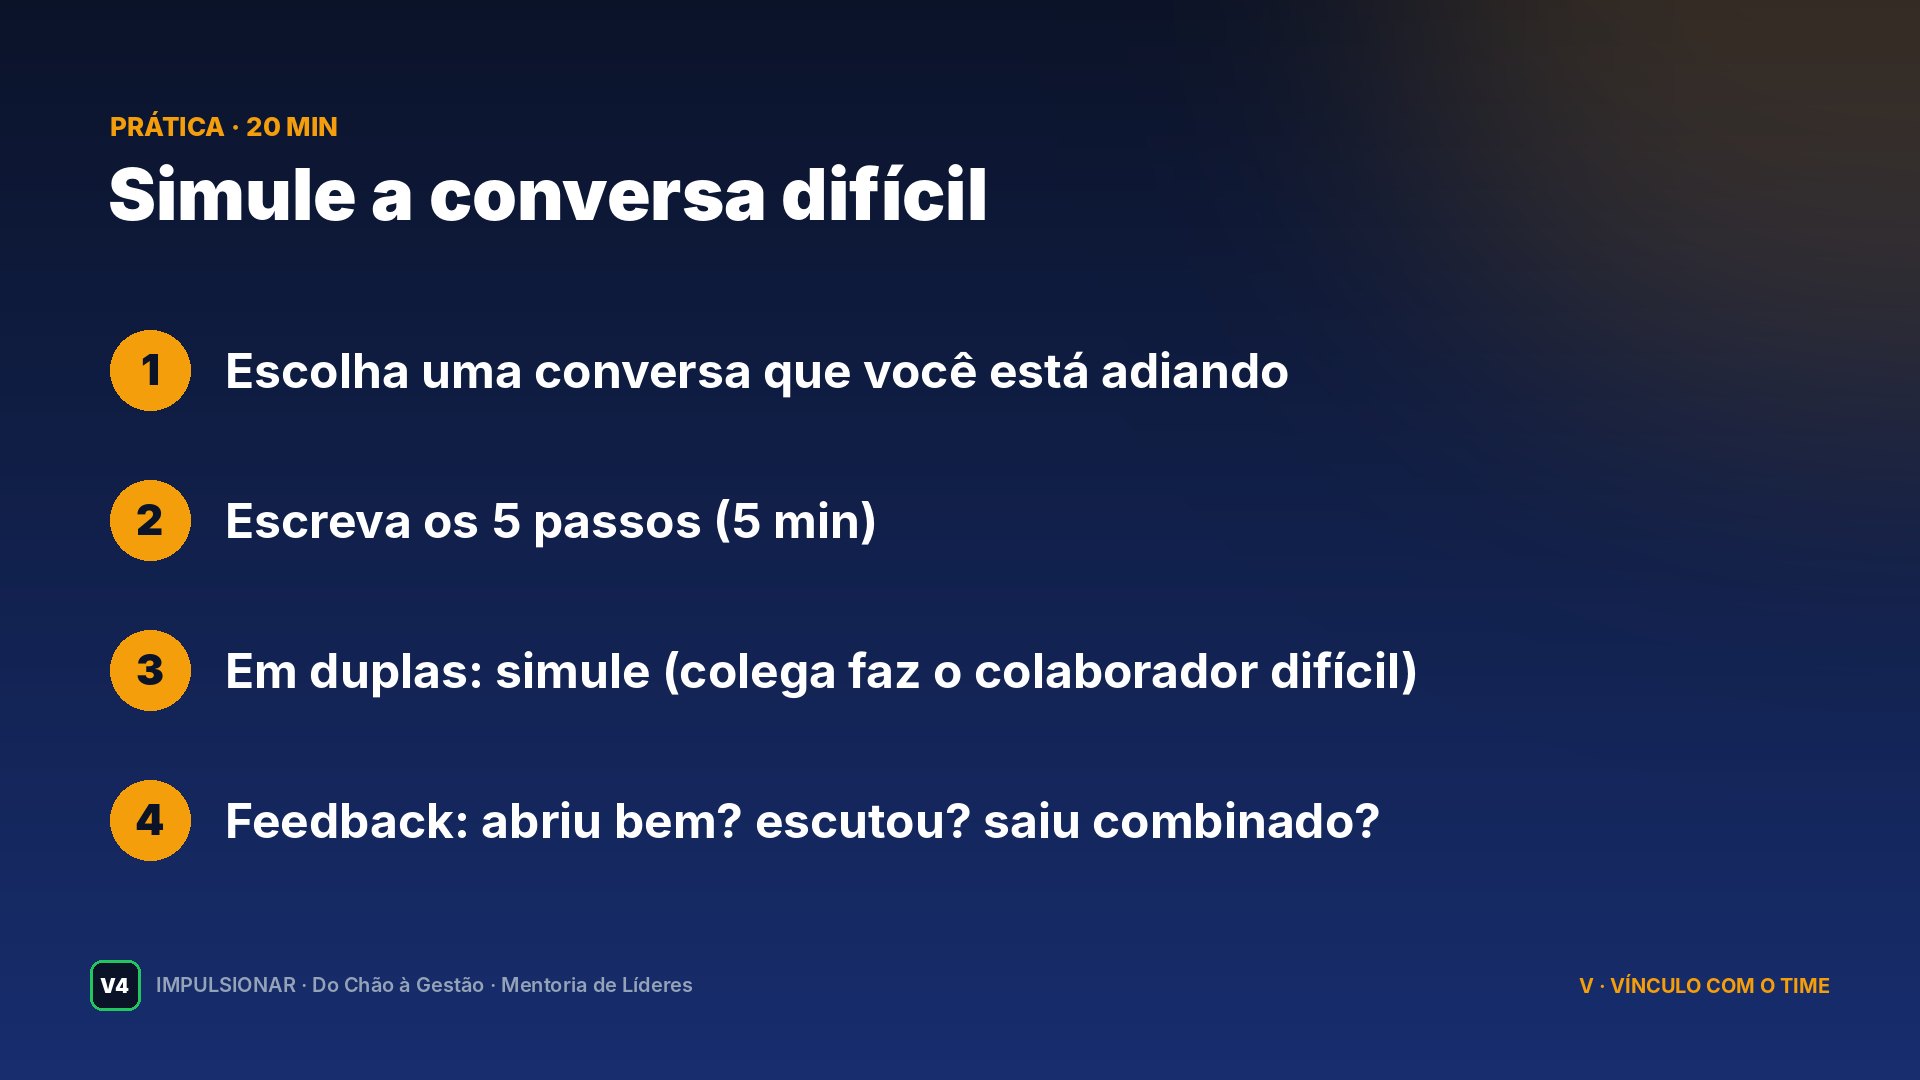 PRÁTICA · 20 MIN
Simule a conversa difícil
1 Escolha uma conversa que você está adiando
2 Escreva os 5 passos (5 min)
3 Em duplas: simule (colega faz o colaborador difícil)
4 Feedback: abriu bem? escutou? saiu combinado?
V4 IMPULSIONAR · Do Chão à Gestão · Mentoria de Líderes
V · VÍNCULO COM O TIME